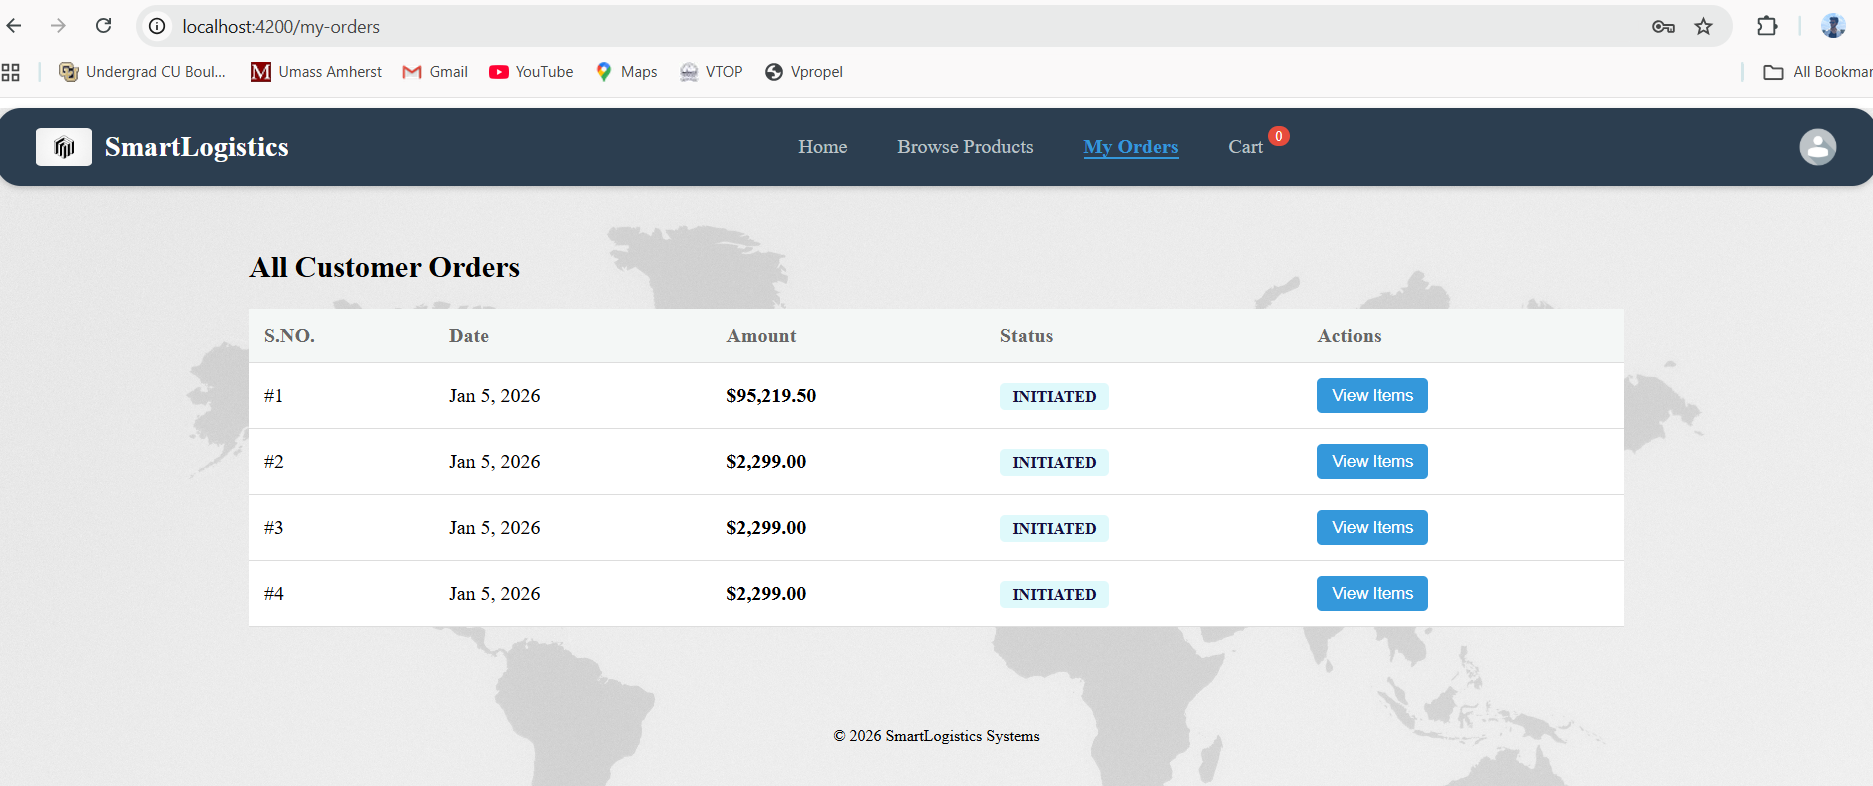 localhost:4200/my-orders
Undergrad CU Boul... Umass Amherst Gmail YouTube Maps VTOP Vpropel All Bookmar
SmartLogistics Home Browse Products My Orders Cart 0
All Customer Orders
S.NO. Date Amount Status Actions
#1 Jan 5, 2026 $95,219.50 INITIATED View Items
#2 Jan 5, 2026 $2,299.00 INITIATED View Items
#3 Jan 5, 2026 $2,299.00 INITIATED View Items
#4 Jan 5, 2026 $2,299.00 INITIATED View Items
© 2026 SmartLogistics Systems